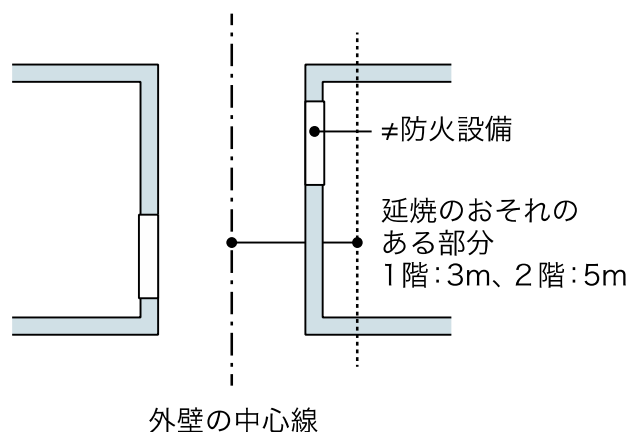 ≠防火設備
延焼のおそれの
ある部分
1階:3m、2階:5m
外壁の中心線